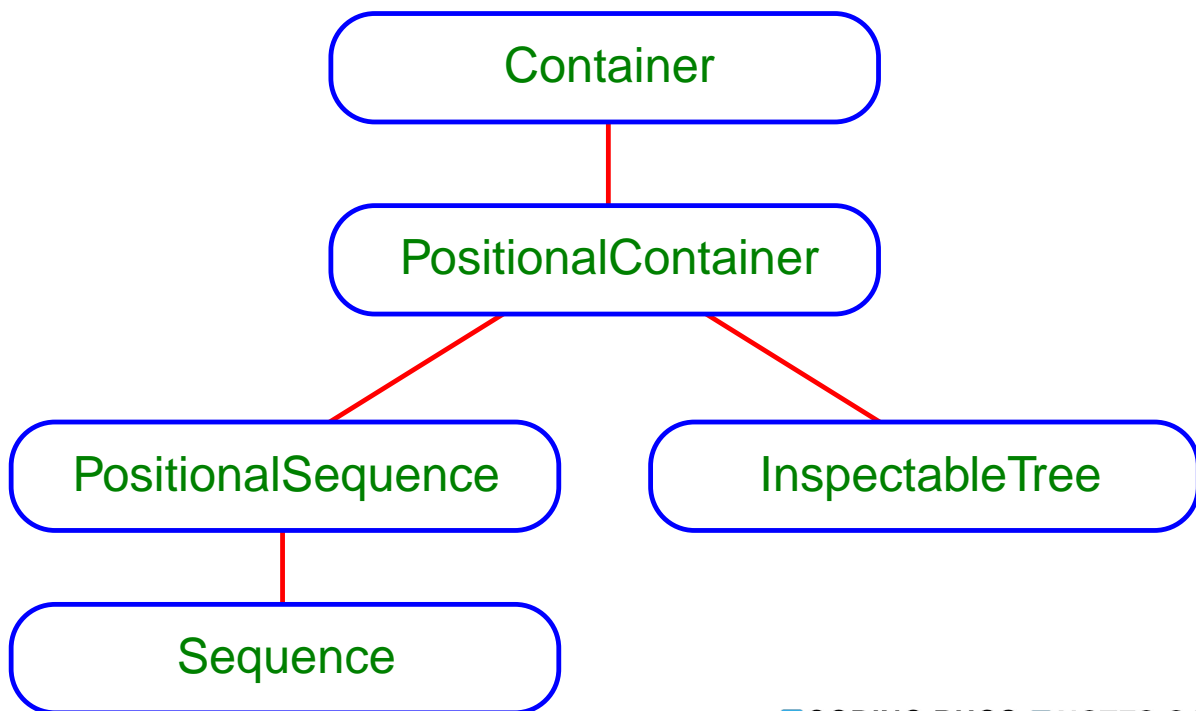 Container
PositionalContainer
PositionalSequence
InspectableTree
Sequence